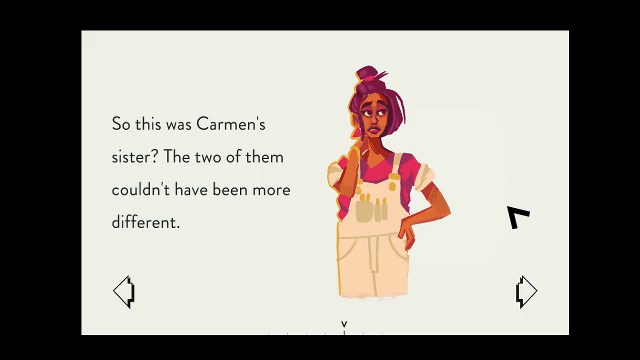 So this was Carmen's
sister? The two of them
couldn't have been more
different.